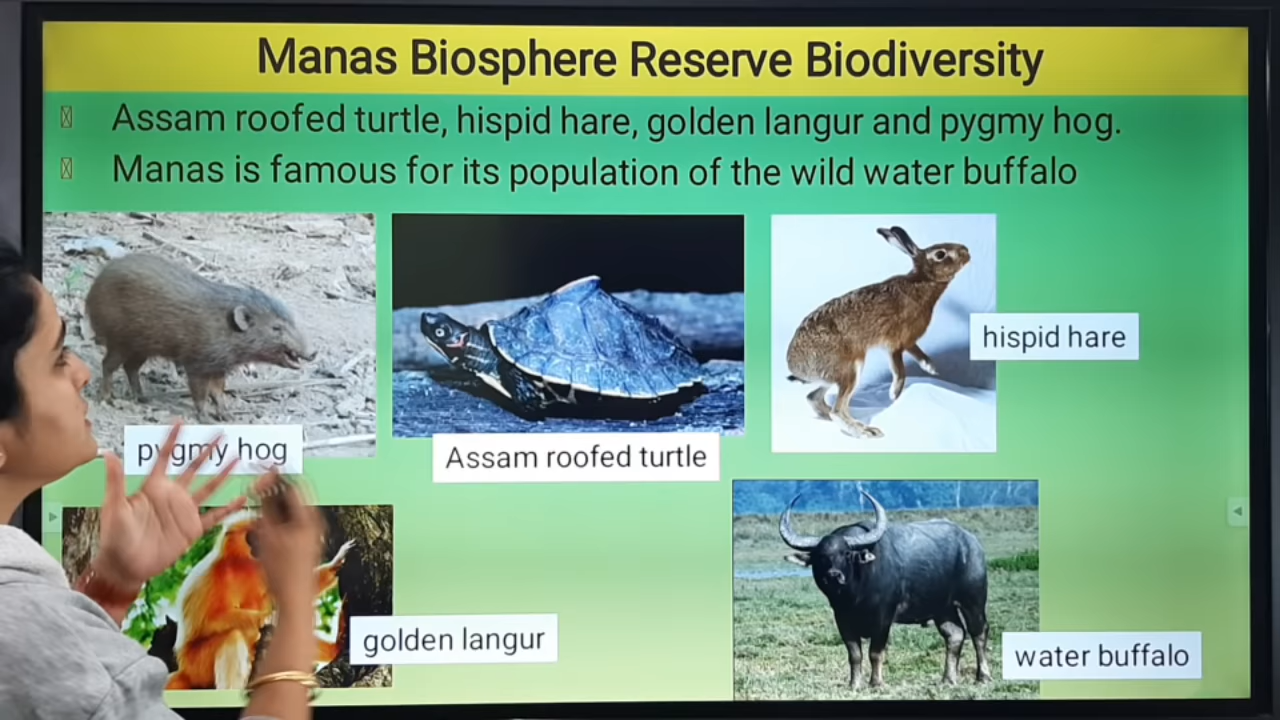 Manas Biosphere Reserve Biodiversity
Assam roofed turtle, hispid hare, golden langur and pygmy hog.
Manas is famous for its population of the wild water buffalo
hispid hare
pygmy hog
Assam roofed turtle
golden langur
water buffalo